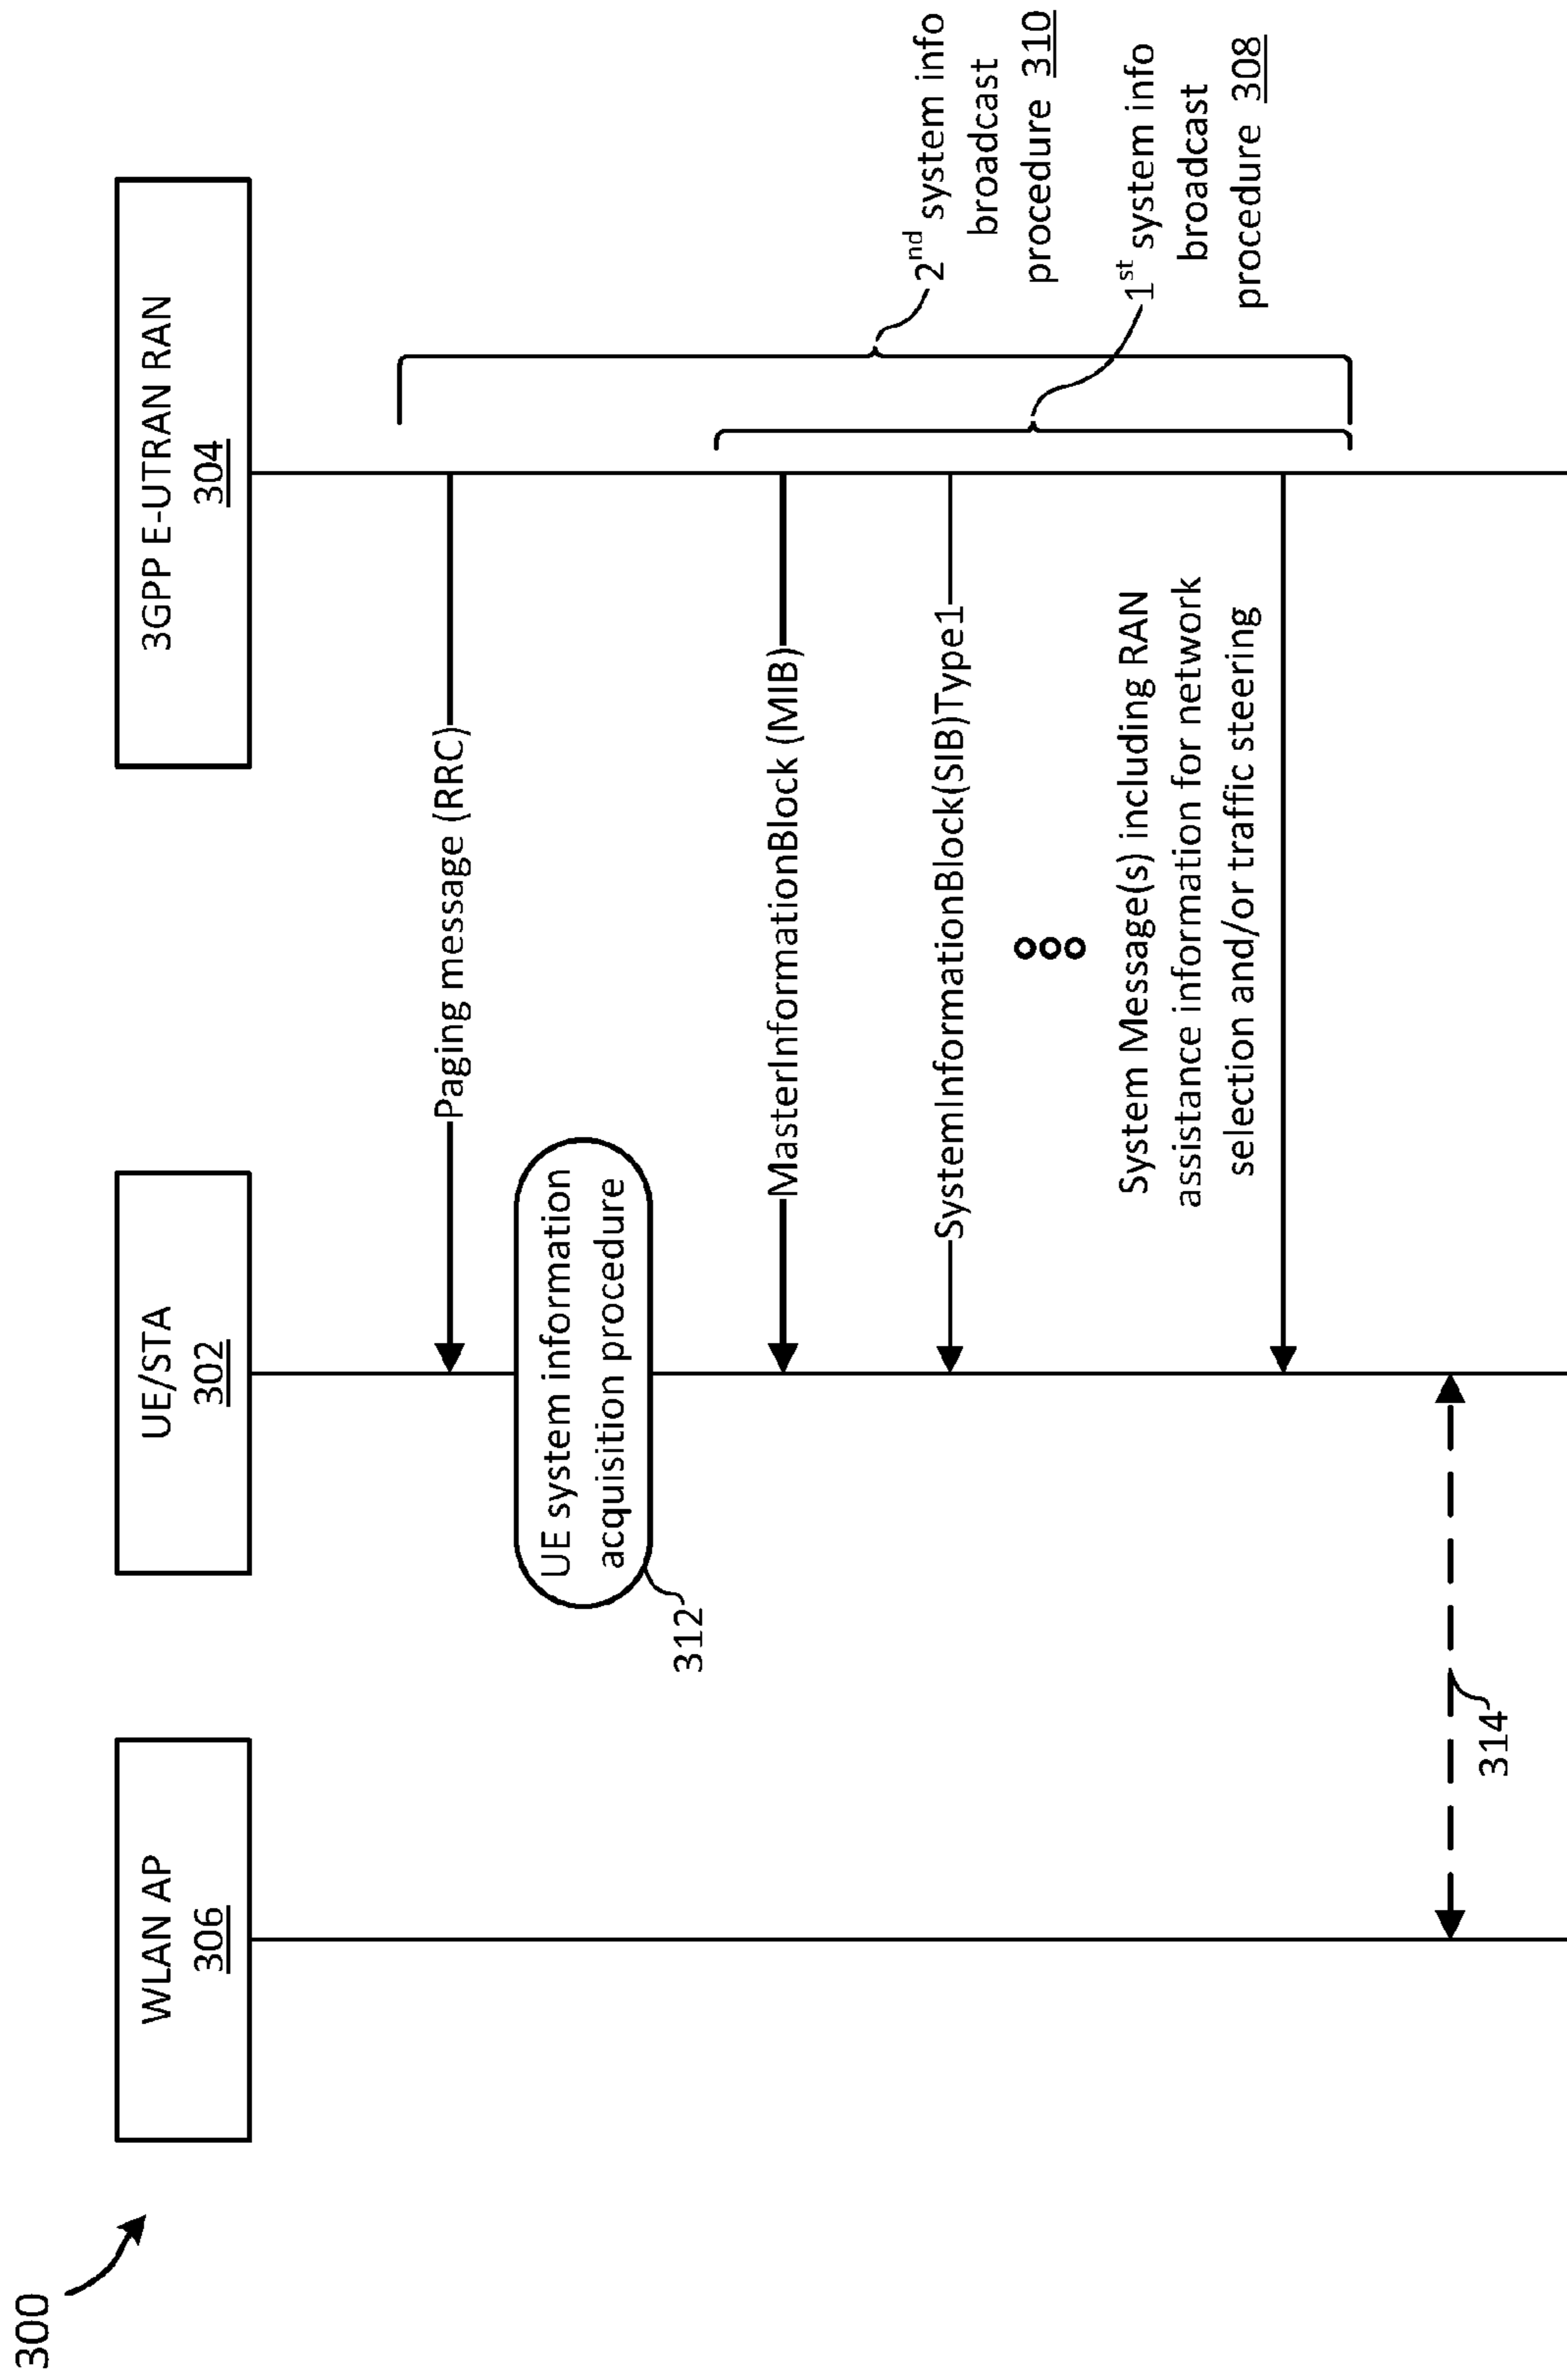 300
WLAN AP
306
UE/STA
302
3GPP E-UTRAN RAN
304
Paging message (RRC)
UE system information
acquisition procedure
312
MasterInformationBlock (MIB)
SystemInformationBlock(SIB)Type1
System Message(s) including RAN
assistance information for network
selection and/or traffic steering
2nd system info
broadcast
procedure 310
1st system info
broadcast
procedure 308
314